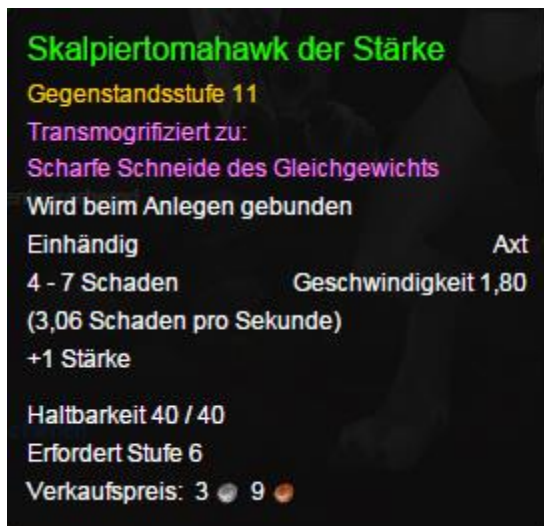 Skalpiertomahawk der Stärke
Gegenstandsstufe 11
Transmogrifiziert zu:
Scharfe Schneide des Gleichgewichts
Wird beim Anlegen gebunden
Einhändig Axt
4 - 7 Schaden Geschwindigkeit 1,80
(3,06 Schaden pro Sekunde)
+1 Stärke
Haltbarkeit 40 / 40
Erfordert Stufe 6
Verkaufspreis: 3 9